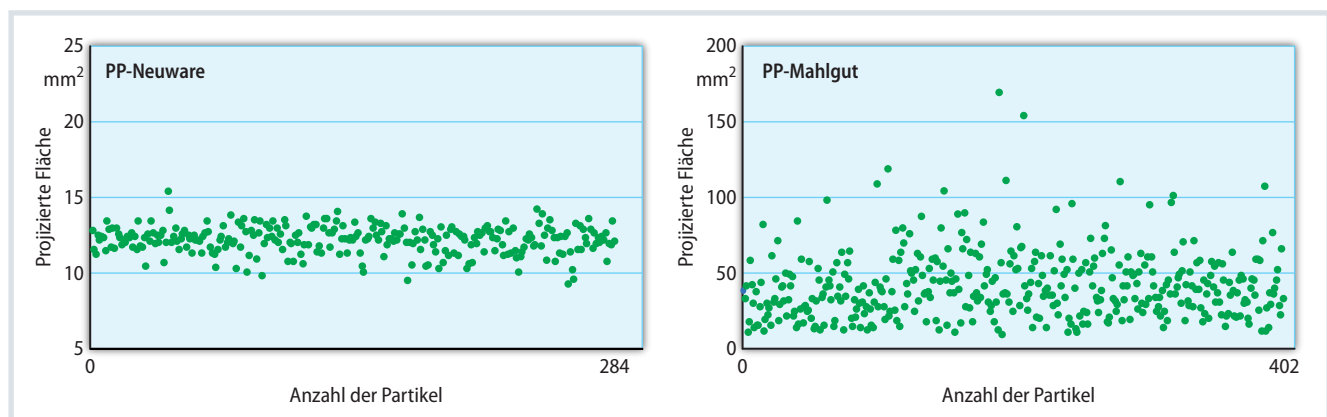 25
mm²
PP-Neuware
20
15
10
5
Projizierte Fläche
0
284
Anzahl der Partikel
200
mm²
PP-Mahlgut
150
100
50
0
Projizierte Fläche
0
402
Anzahl der Partikel